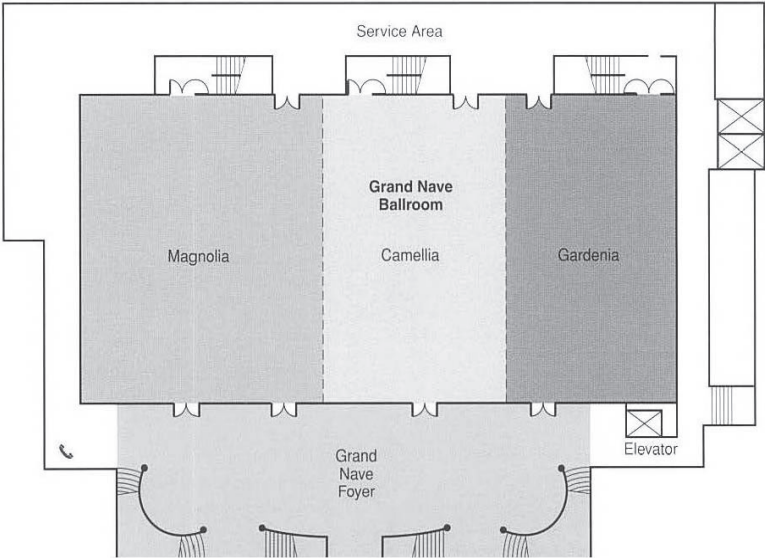 Service Area
Grand Nave
Ballroom
Magnolia
Camellia
Gardenia
Grand
Nave
Foyer
Elevator